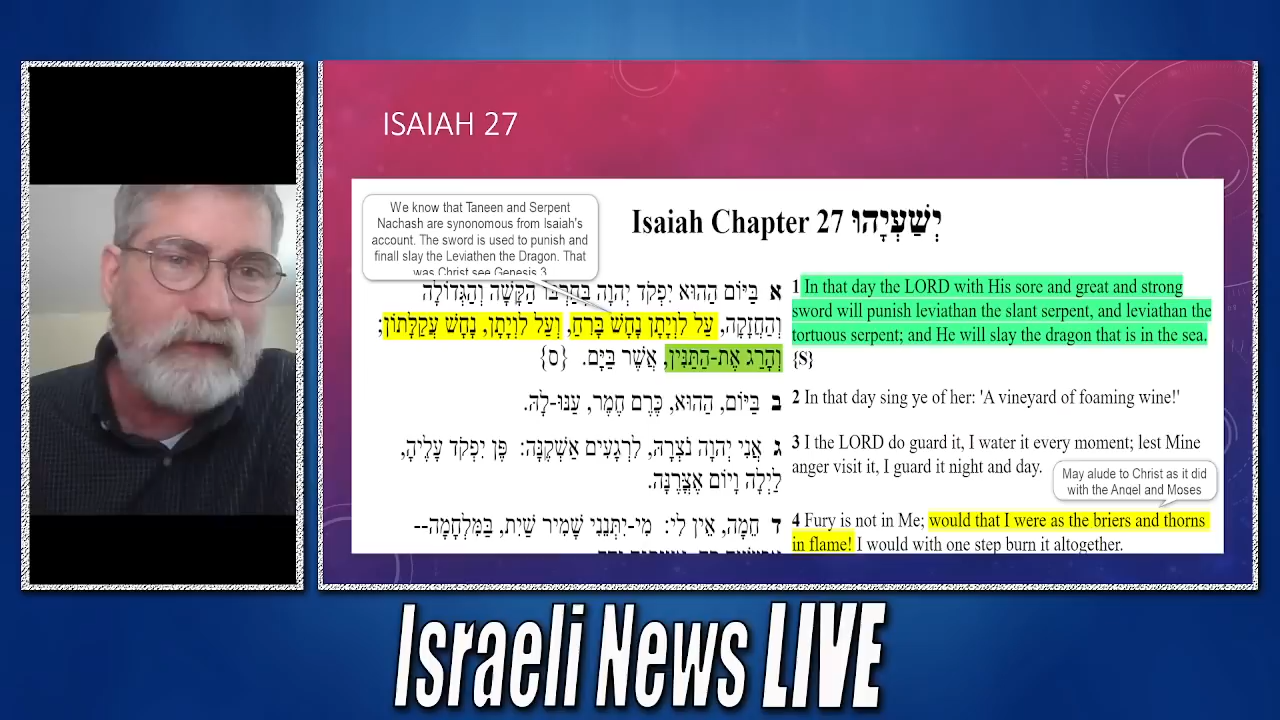 ISAIAH 27
We know that Taneen and Serpent
Nachash are synonomous from Isaiah's
account. The sword is used to punish and
finall slay the Leviathen the Dragon. That
was Christ see Genesis 3
Isaiah Chapter 27 יְשַׁעְיָהוּ
א בַּיּוֹם הַהוּא יִפְקֹד יְהוָה בְּחַרְבּוֹ הַקָּשָׁה וְהַגְּדוֹלָה
וְהַחֲזָקָה, עַל לִוְיָתָן נָחָשׁ בָּרִחַ, וְעַל לִוְיָתָן, נָחָשׁ עֲקַלָּתוֹן;
וְהָרַג אֶת-הַתַּנִּין, אֲשֶׁר בַּיָּם. {ס}
1 In that day the LORD with His sore and great and strong
sword will punish leviathan the slant serpent, and leviathan the
tortuous serpent; and He will slay the dragon that is in the sea.
{S}
ב בַּיּוֹם, הַהוּא, כֶּרֶם חֶמֶר, עַנּוּ-לָהּ.
2 In that day sing ye of her: 'A vineyard of foaming wine!'
ג אֲנִי יְהוָה נֹצְרָהּ, לִרְגָעִים אַשְׁקֶנָּה: פֶּן יִפְקֹד עָלֶיהָ,
לַיְלָה וָיוֹם אֶצֳּרֶנָּה.
3 I the LORD do guard it, I water it every moment; lest Mine
anger visit it, I guard it night and day.
May alude to Christ as it did
with the Angel and Moses
ד חֵמָה, אֵין לִי: מִי-יִתְּנֵנִי שָׁמִיר שַׁיִת, בַּמִּלְחָמָה--
4 Fury is not in Me; would that I were as the briers and thorns
in flame! I would with one step burn it altogether.
Israeli News LIVE